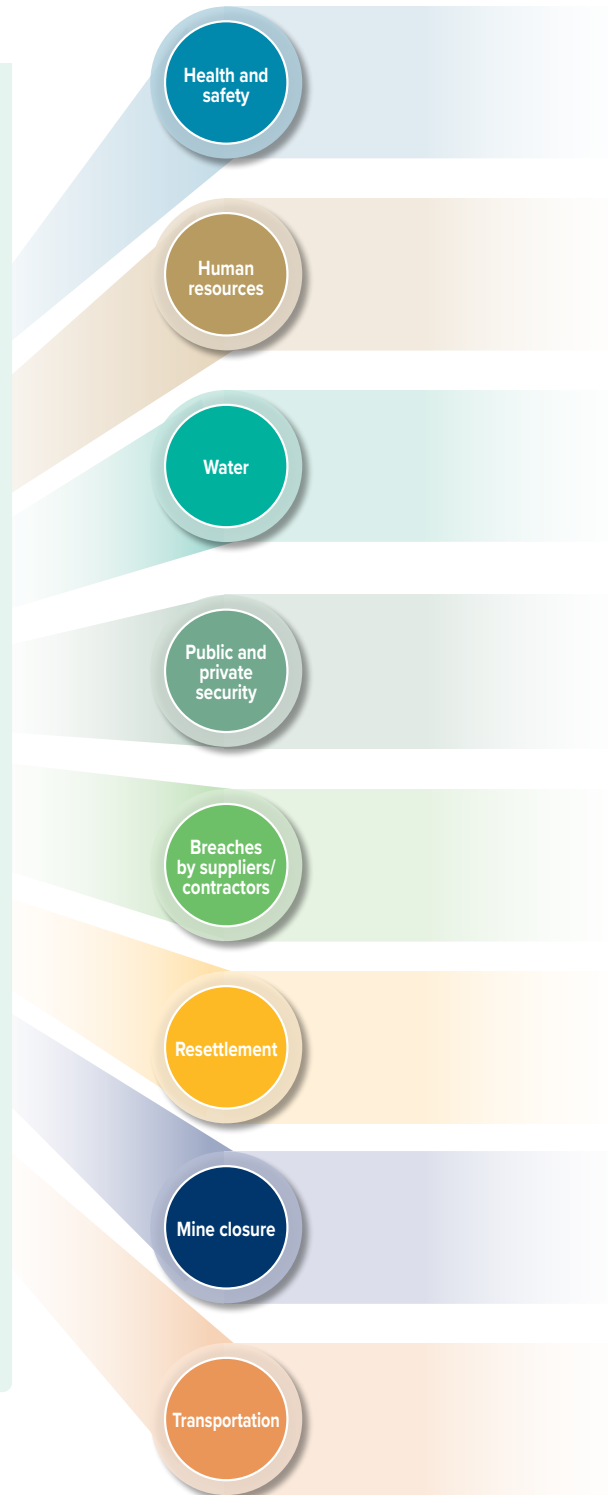 Health and
safety
Human
resources
Water
Public and
private
security
Breaches
by suppliers/
contractors
Resettlement
Mine closure
Transportation